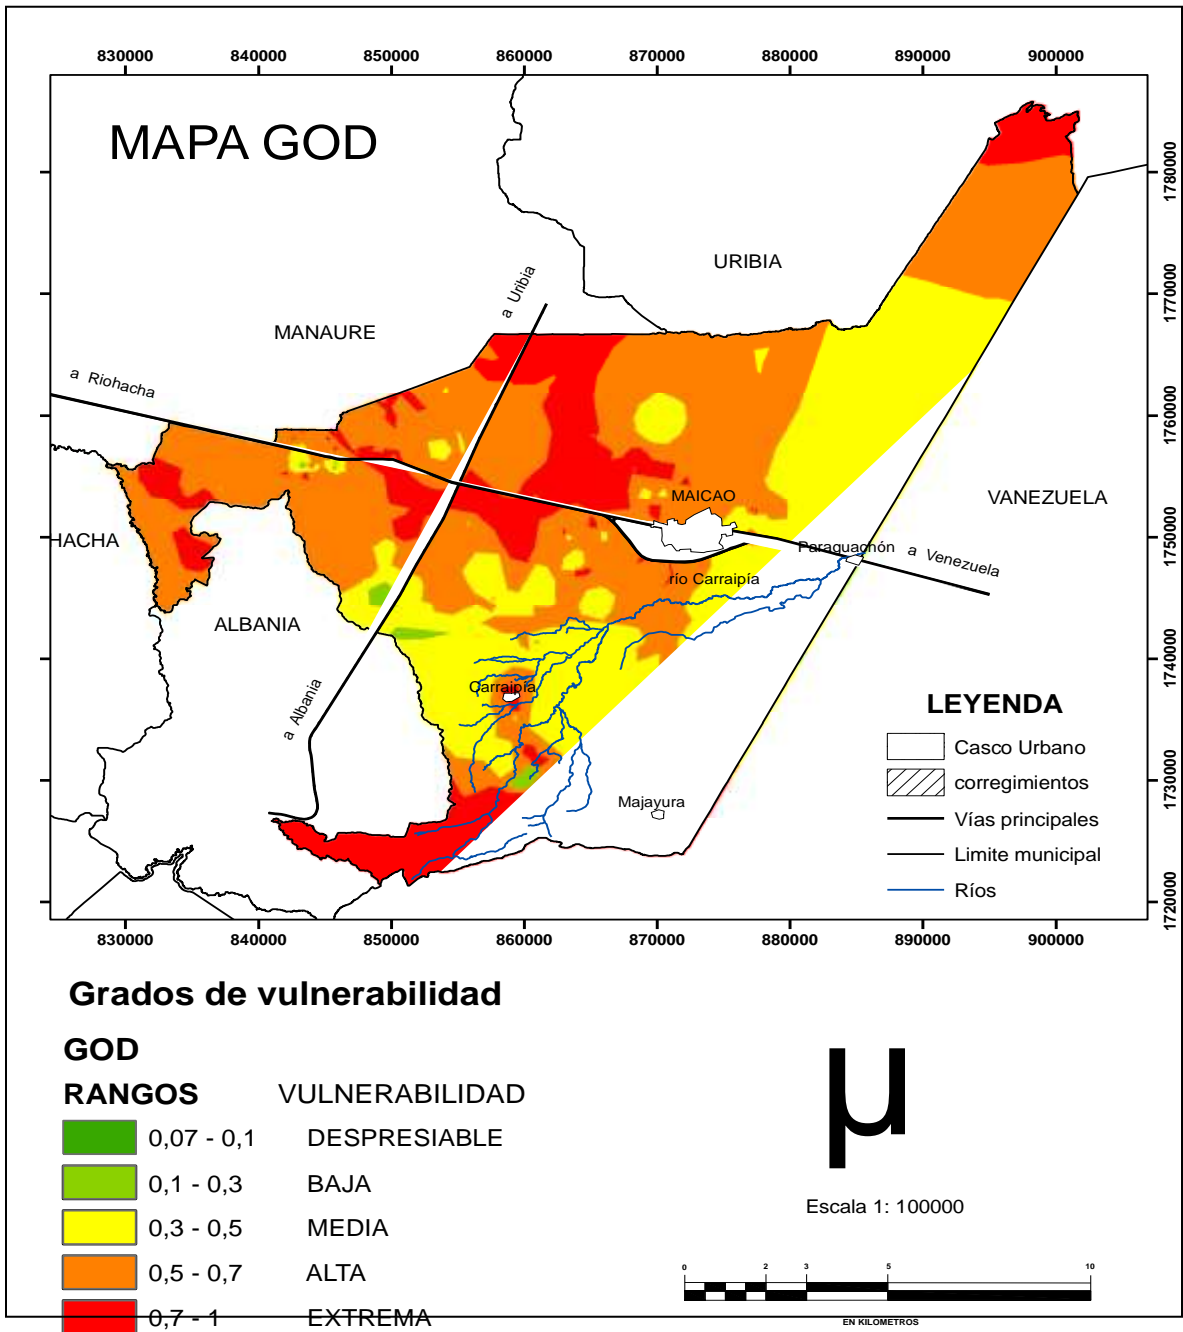 830000 840000 850000 860000 870000 880000 890000 900000
MAPA GOD
1780000
URIBIA
a Uribia
1770000
MANAURE
a Riohacha
1760000
MAICAO
VANEZUELA
HACHA
1750000
Paraguachón
a Venezuela
río Carraipía
ALBANIA
1740000
Carraipía
a Albania
LEYENDA
Casco Urbano
corregimientos
1730000
Majayura
Vías principales
Limite municipal
Ríos
1720000
830000 840000 850000 860000 870000 880000 890000 900000
Grados de vulnerabilidad
GOD
RANGOS VULNERABILIDAD
0,07 - 0,1 DESPRESIABLE
0,1 - 0,3 BAJA
0,3 - 0,5 MEDIA
0,5 - 0,7 ALTA
0,7 - 1 EXTREMA
µ
Escala 1: 100000
0 2 3 5 10
EN KILOMETROS